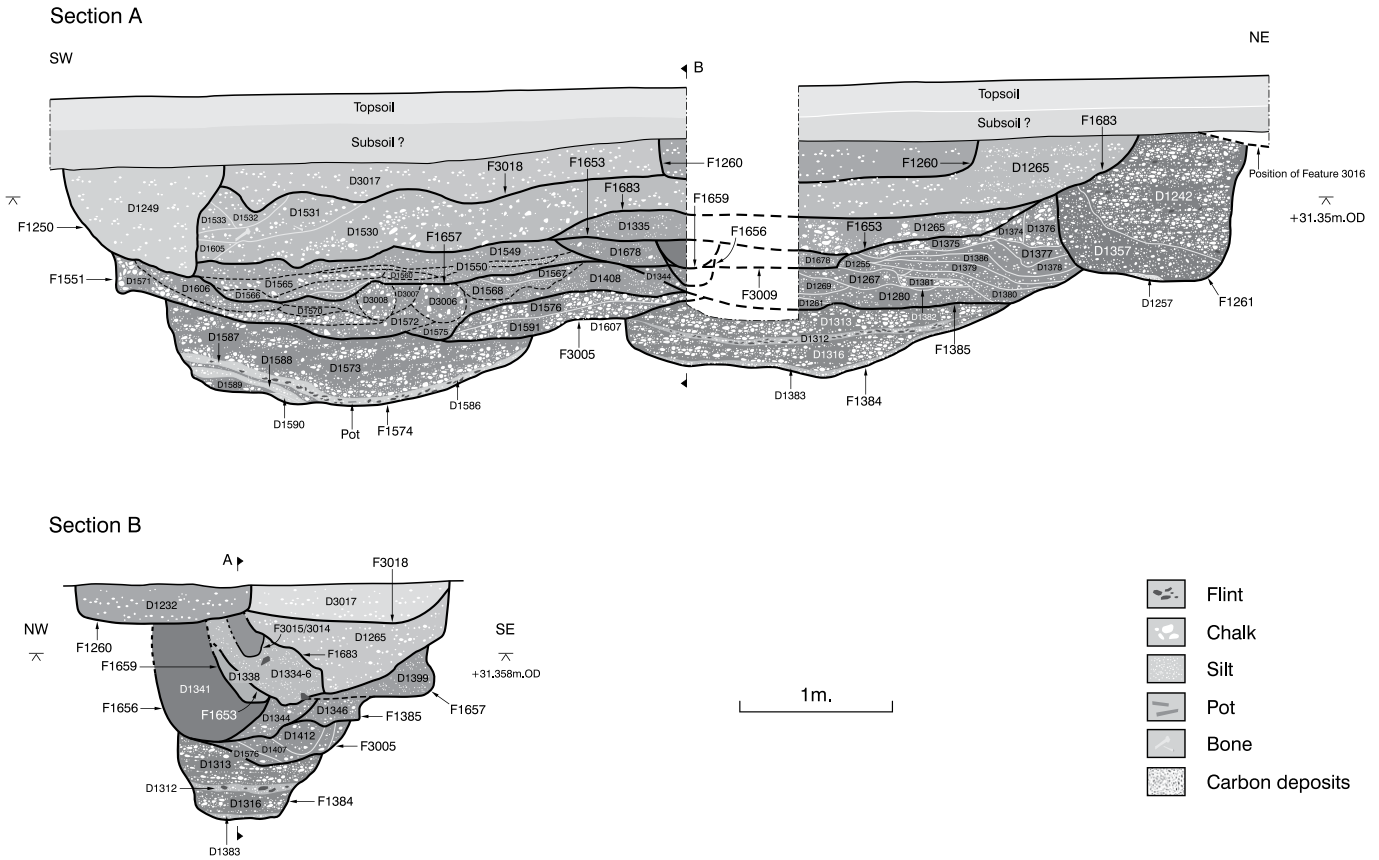 Section A
SW
NE
B
Topsoil
Topsoil
Subsoil ?
Subsoil ?
F1683
F3018
F1653
F1260
F1260
D1265
Position of Feature 3016
D3017
F1683
D1249
D1533
D1532
D1531
F1659
D1242
+31.35m.OD
F1250
D1530
F1657
D1335
F1656
F1653
D1265
D1374
D1376
D1605
D1549
D1678
D1375
D1377
D1357
F1551
D1571
D1606
D1565
D1560
D1550
D1567
D1408
D1344
D1678
D1255
D1386
D1379
D1378
D1566
D3008
D3007
D3006
D1568
F3009
D1269
D1267
D1381
D1257
F1261
D1570
D1572
D1575
D1576
D1261
D1280
D1382
D1380
D1587
D1588
D1591
D1607
D1313
D1312
D1573
F3005
D1316
F1385
D1589
D1586
D1383
F1384
D1590
Pot
F1574
Section B
A
F3018
D1232
D3017
NW
SE
F1260
F3015/3014
D1265
F1659
F1683
+31.358m.OD
D1338
D1334-6
D1399
D1341
F1656
F1653
D1344
D1346
F1385
F1657
D1412
D1576
D1407
F3005
D1313
D1312
D1316
F1384
D1383
1m.
Flint
Chalk
Silt
Pot
Bone
Carbon deposits